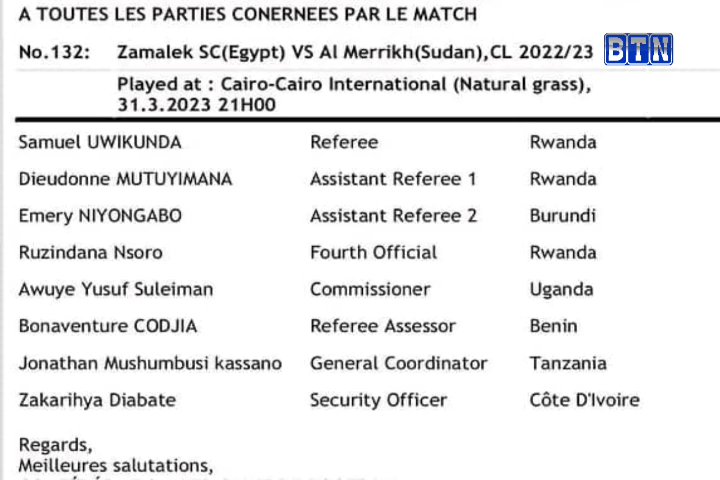 A TOUTES LES PARTIES CONERNEES PAR LE MATCH
No.132: Zamalek SC(Egypt) VS Al Merrikh(Sudan),CL 2022/23
BTN
Played at : Cairo-Cairo International (Natural grass),
31.3.2023 21H00
Samuel UWIKUNDA Referee Rwanda
Dieudonne MUTUYIMANA Assistant Referee 1 Rwanda
Emery NIYONGABO Assistant Referee 2 Burundi
Ruzindana Nsoro Fourth Official Rwanda
Awuye Yusuf Suleiman Commissioner Uganda
Bonaventure CODJIA Referee Assessor Benin
Jonathan Mushumbusi kassano General Coordinator Tanzania
Zakarihya Diabate Security Officer Côte D'Ivoire
Regards,
Meilleures salutations,